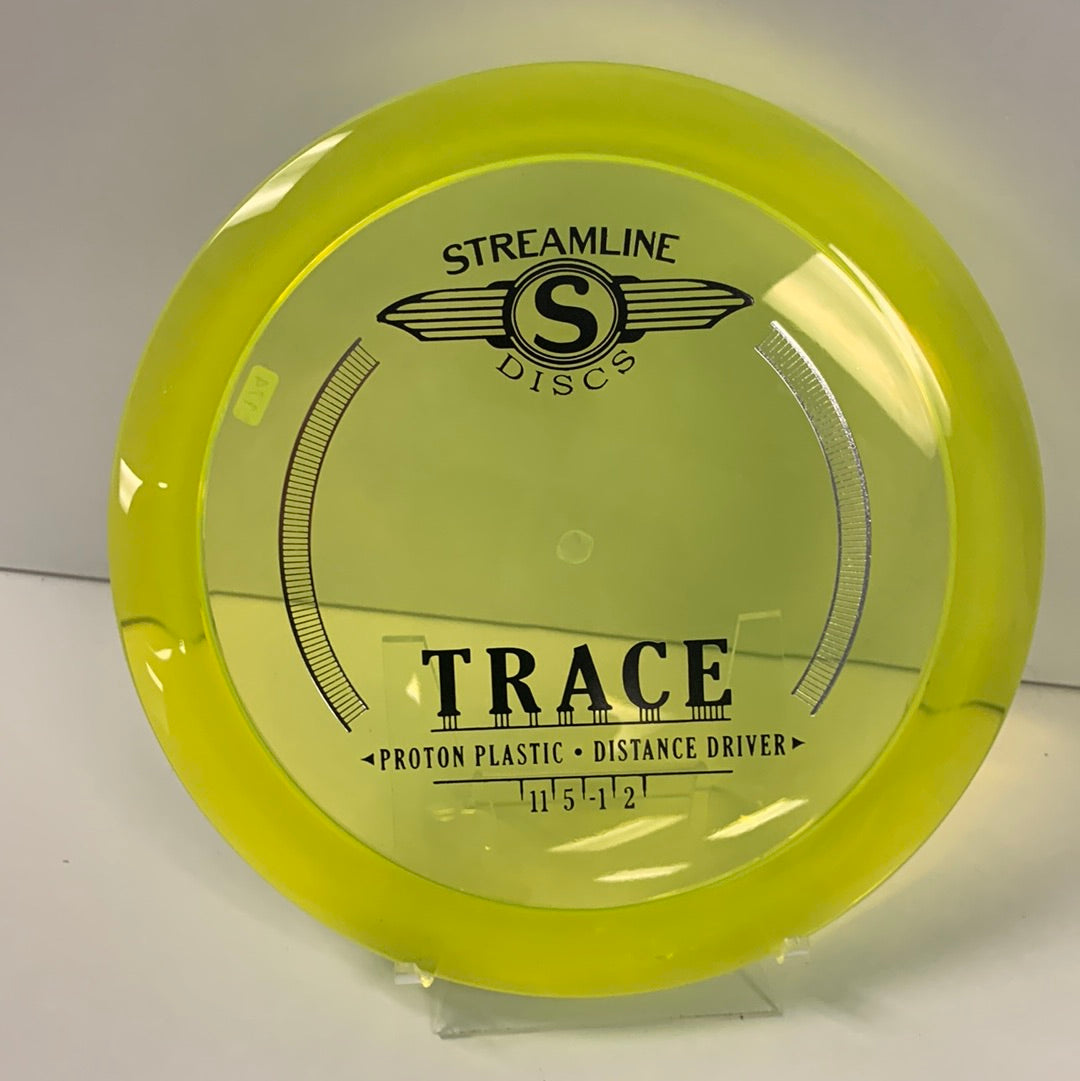 STREAMLINE
S
DISCS
TRACE
PROTON PLASTIC • DISTANCE DRIVER
11 5 -1 2